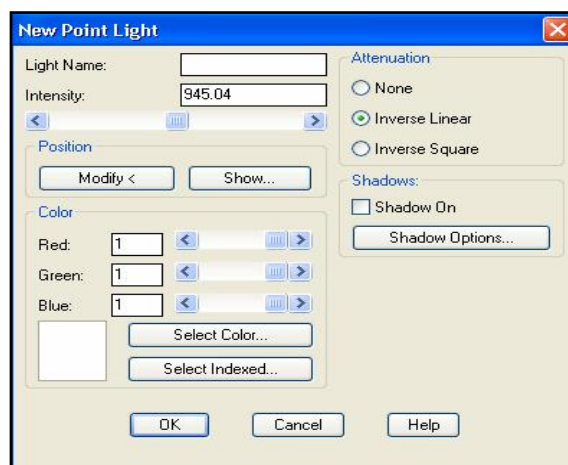 New Point Light
Light Name:
Intensity: 945.04
Position
Modify < Show...
Color
Red: 1
Green: 1
Blue: 1
Select Color...
Select Indexed...
Attenuation
None
Inverse Linear
Inverse Square
Shadows:
Shadow On
Shadow Options...
OK Cancel Help